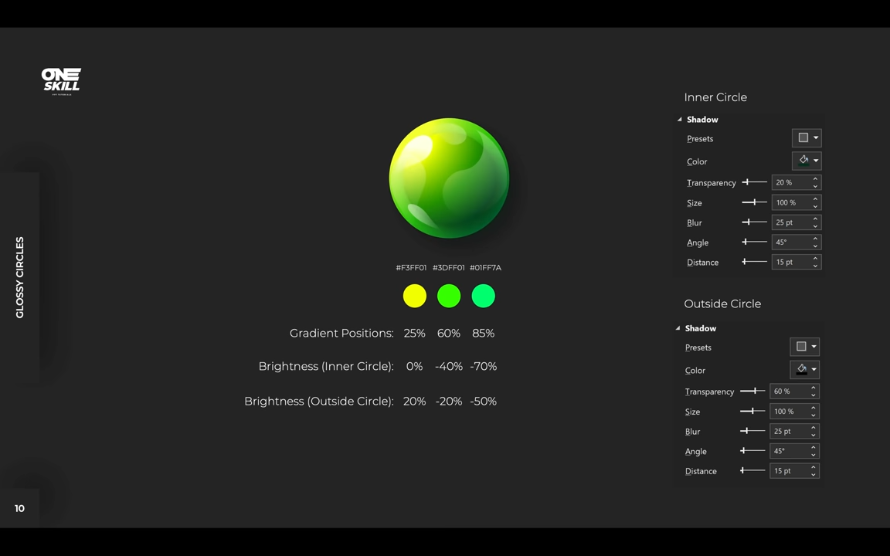 ONE
SKILL
GLOSSY CIRCLES
10
#F3FF01 #3DFF01 #01FF7A
Gradient Positions: 25% 60% 85%
Brightness (Inner Circle): 0% -40% -70%
Brightness (Outside Circle): 20% -20% -50%
Inner Circle
Shadow
Presets
Color
Transparency 20 %
Size 100 %
Blur 25 pt
Angle 45°
Distance 15 pt
Outside Circle
Shadow
Presets
Color
Transparency 60 %
Size 100 %
Blur 25 pt
Angle 45°
Distance 15 pt